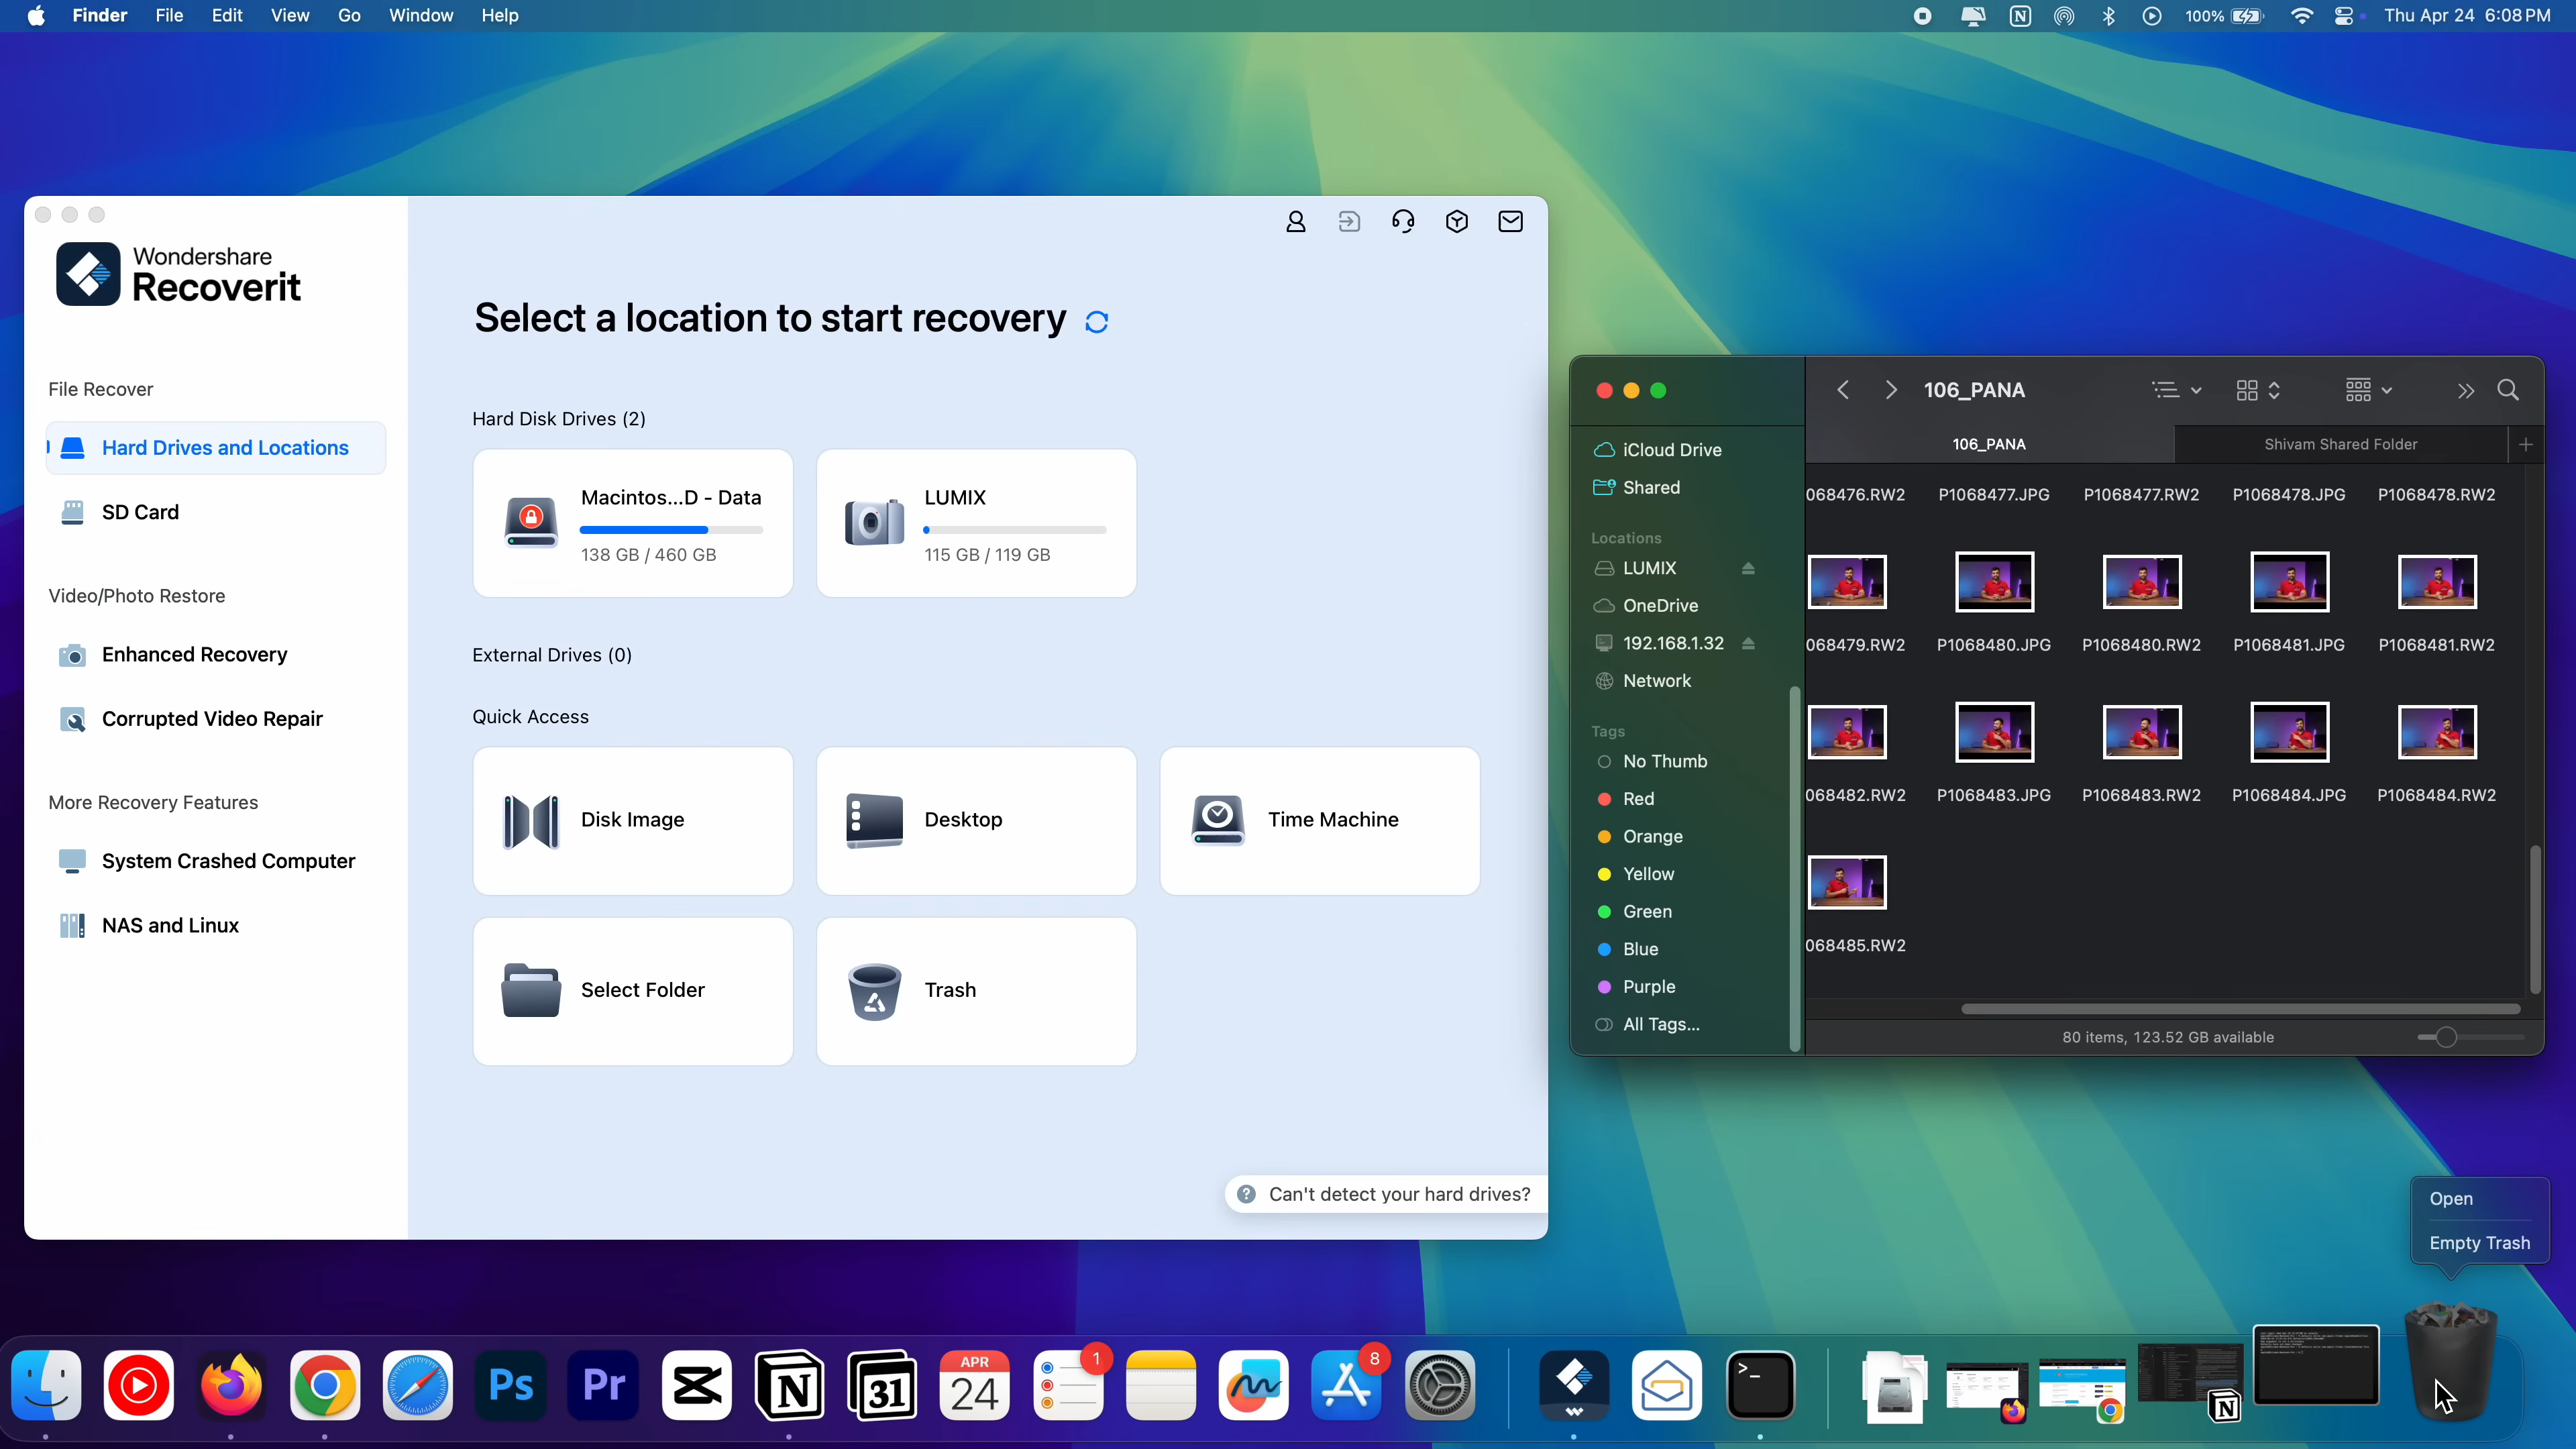 Finder File Edit View Go Window Help
100% Thu Apr 24 6:08 PM
Wondershare
Recoverit
File Recover
Hard Drives and Locations
SD Card
Video/Photo Restore
Enhanced Recovery
Corrupted Video Repair
More Recovery Features
System Crashed Computer
NAS and Linux
Select a location to start recovery
Hard Disk Drives (2)
Macintos...D - Data
138 GB / 460 GB
LUMIX
115 GB / 119 GB
External Drives (0)
Quick Access
Disk Image
Desktop
Time Machine
Select Folder
Trash
Can't detect your hard drives?
iCloud Drive
Shared
Locations
LUMIX
OneDrive
192.168.1.32
Network
Tags
No Thumb
Red
Orange
Yellow
Green
Blue
Purple
All Tags...
106_PANA
106_PANA Shivam Shared Folder
068476.RW2 P1068477.JPG P1068477.RW2 P1068478.JPG P1068478.RW2
068479.RW2 P1068480.JPG P1068480.RW2 P1068481.JPG P1068481.RW2
068482.RW2 P1068483.JPG P1068483.RW2 P1068484.JPG P1068484.RW2
068485.RW2
80 items, 123.52 GB available
Open
Empty Trash
Ps Pr N 31 APR 24 1 8 >_ N